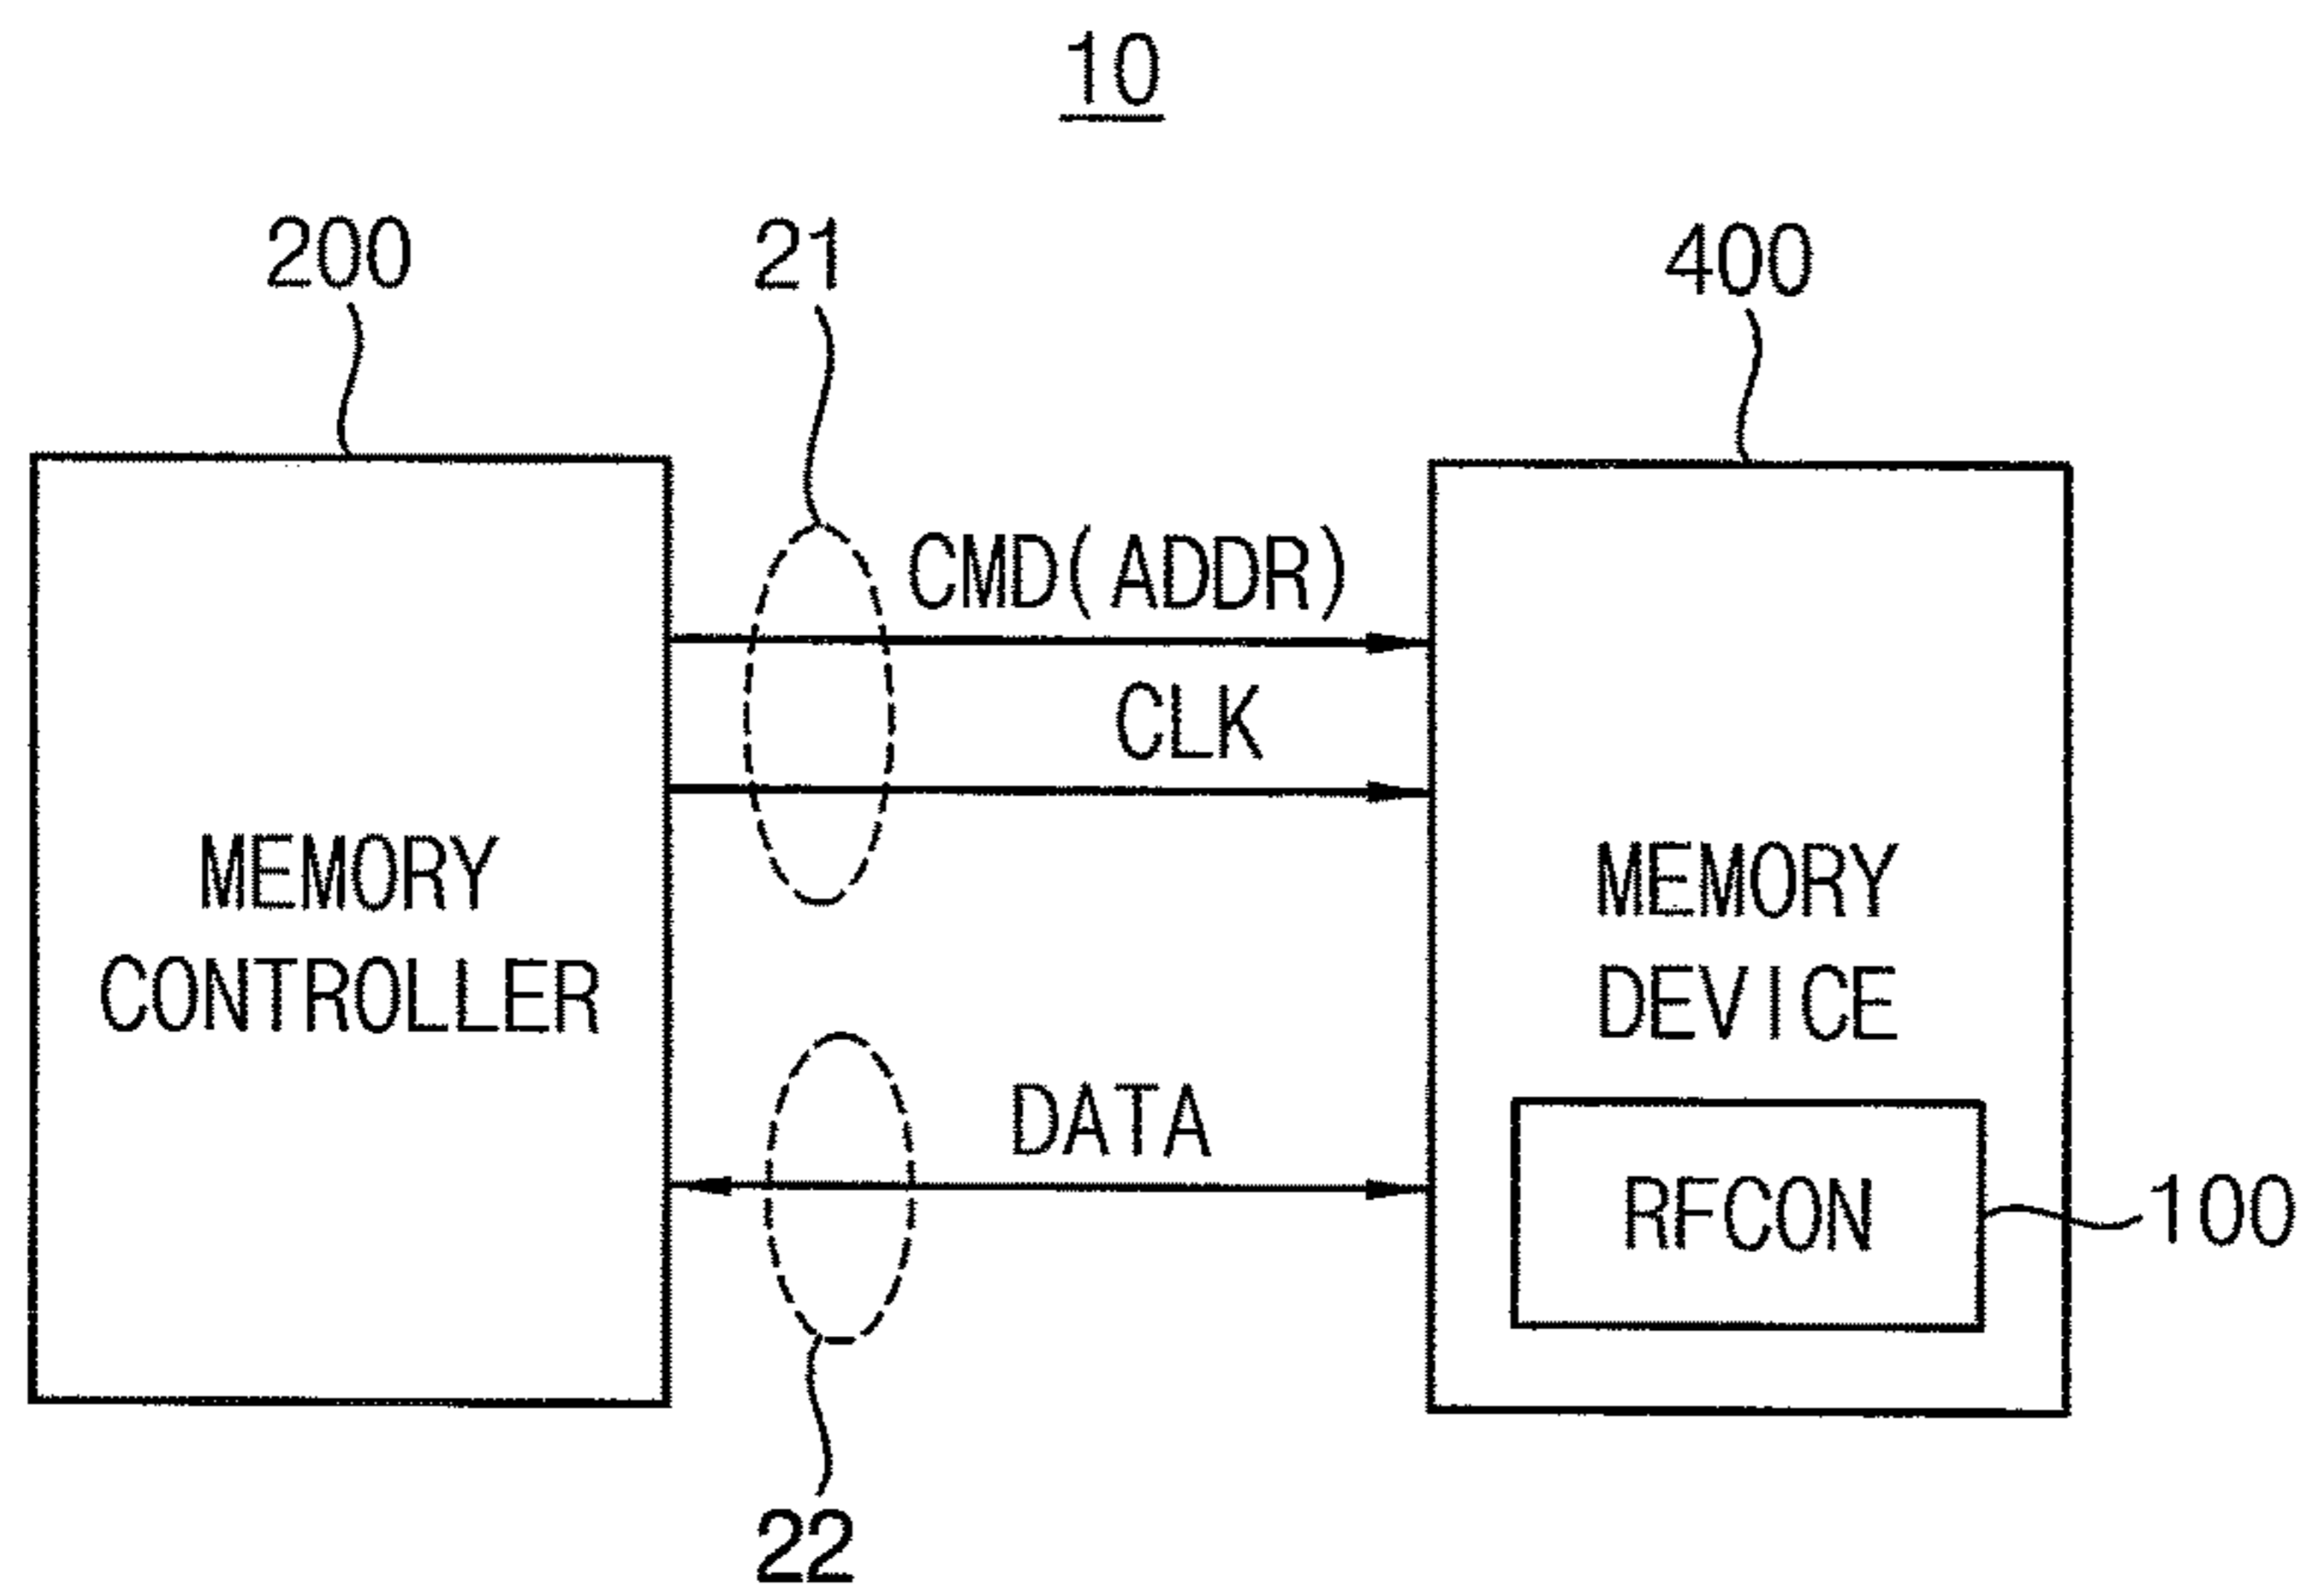 10
200
21
400
CMD(ADDR)
CLK
MEMORY
CONTROLLER
MEMORY
DEVICE
DATA
RFCON
100
22